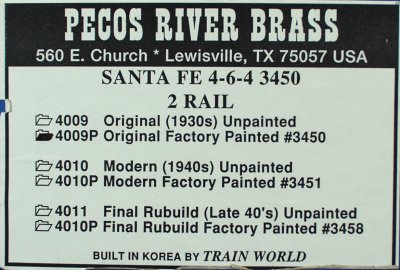 PECOS RIVER BRASS
560 E. Church * Lewisville, TX 75057 USA
SANTA FE 4-6-4 3450
2 RAIL
4009 Original (1930s) Unpainted
4009P Original Factory Painted #3450
4010 Modern (1940s) Unpainted
4010P Modern Factory Painted #3451
4011 Final Rubuild (Late 40's) Unpainted
4010P Final Rubuild Factory Painted #3458
BUILT IN KOREA BY TRAIN WORLD